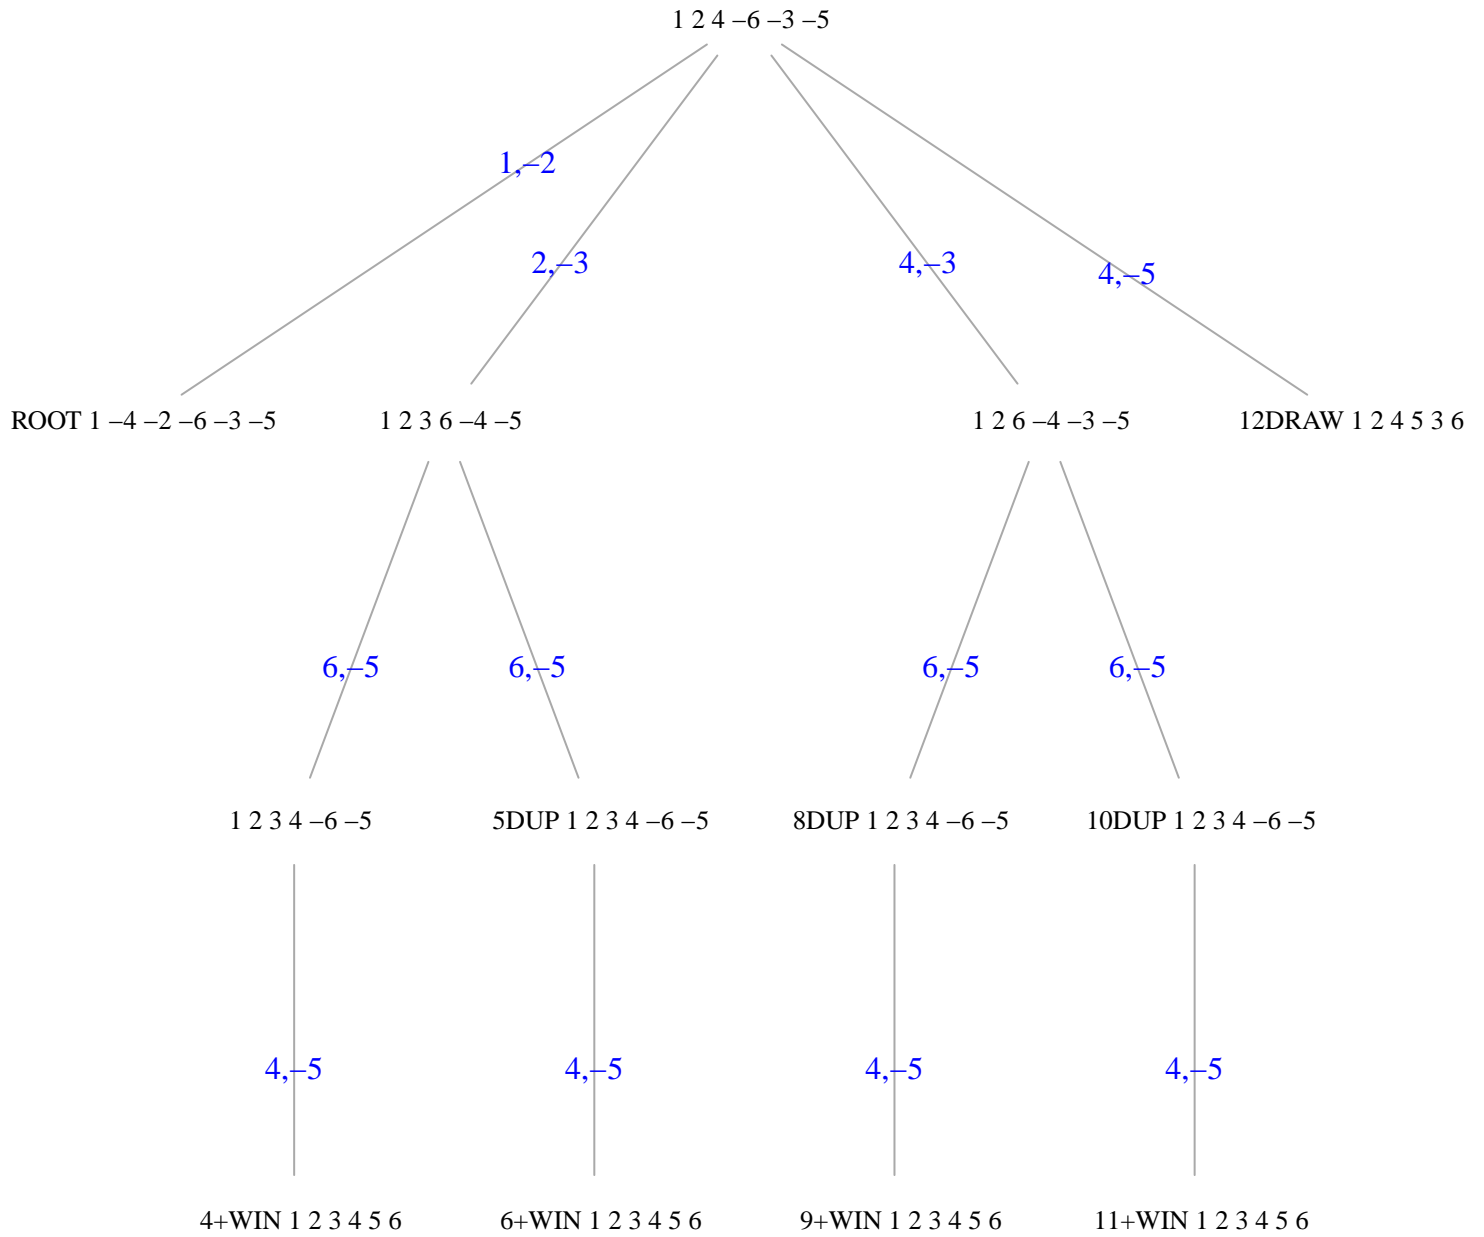 1 2 4 –6 –3 –5
1,–2
2,–3
4,–3
4,–5
ROOT 1 –4 –2 –6 –3 –5
1 2 3 6 –4 –5
1 2 6 –4 –3 –5
12DRAW 1 2 4 5 3 6
6,–5
6,–5
6,–5
6,–5
1 2 3 4 –6 –5
5DUP 1 2 3 4 –6 –5
8DUP 1 2 3 4 –6 –5
10DUP 1 2 3 4 –6 –5
4,–5
4,–5
4,–5
4,–5
4+WIN 1 2 3 4 5 6
6+WIN 1 2 3 4 5 6
9+WIN 1 2 3 4 5 6
11+WIN 1 2 3 4 5 6